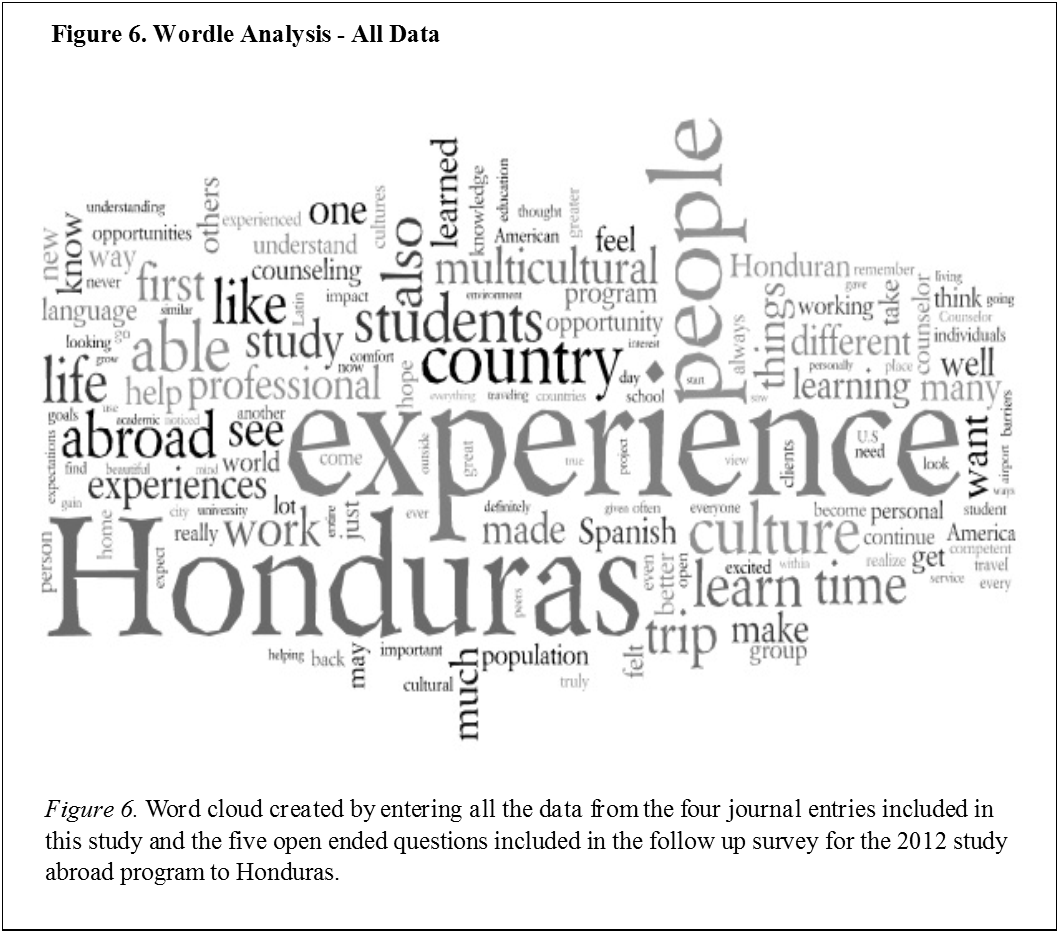 Figure 6. Wordle Analysis - All Data
people
learned
knowledge
education
others
understanding
experienced
one
cultures
thought
greater
new
know
opportunities
way
understand
also
American
feel
never
first
counseling
multicultural
Honduran
remember
living
language
similar
like
Latin
impact
environment
program
things
gave
working
take
counselor
think
going
Counselor
looking
go
able
study
students
opportunity
always
different
individuals
grow
comfort
now
country
interest
personally
place
well
life
help
professional
hope
day
school
start
learning
many
everything
traveling
countries
saw
goals
use
academic
noticed
another
abroad
see
experience
want
barriers
airport
expectations
find
beautiful
mind
world
come
outside
great
true
project
view
clients
U.S
need
look
ways
gain
experiences
city
university
lot
entire
just
ever
definitely
given
often
everyone
become
personal
student
person
home
expect
really
work
made
Spanish
culture
continue
America
Honduras
peers
even
better
open
excited
within
realize
get
competent
travel
learn
time
service
every
trip
make
group
helping
back
may
important
much
population
felt
cultural
truly
Figure 6. Word cloud created by entering all the data from the four journal entries included in
this study and the five open ended questions included in the follow up survey for the 2012 study
abroad program to Honduras.